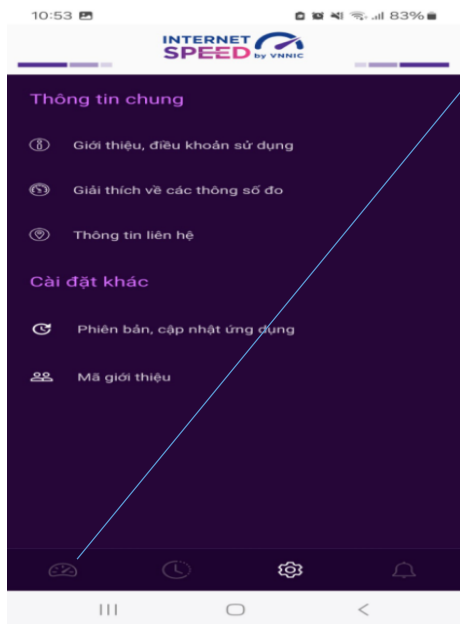 10:53
83%
INTERNET
SPEED by VNNIC
Thông tin chung
Giới thiệu, điều khoản sử dụng
Giải thích về các thông số đo
Thông tin liên hệ
Cài đặt khác
Phiên bản, cập nhật ứng dụng
Mã giới thiệu